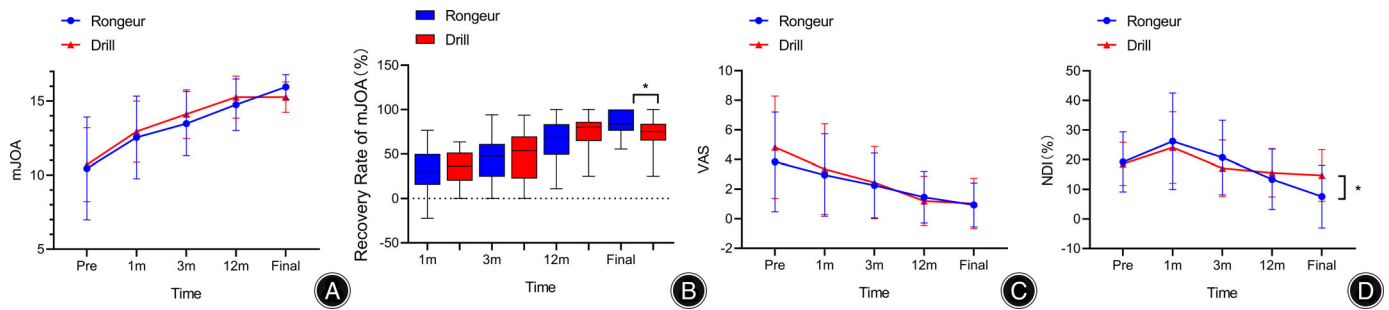 Rongeur
Drill
mJOA
15
10
5
Pre
1m
3m
12m
Final
Time
A
Rongeur
Drill
Recovery Rate of mJOA(%)
150
100
50
0
-50
*
1m
3m
12m
Final
Time
B
Rongeur
Drill
VAS
8
6
4
2
0
-2
Pre
1m
3m
12m
Final
Time
C
Rongeur
Drill
NDI(%)
50
40
30
20
10
0
-10
*
Pre
1m
3m
12m
Final
Time
D